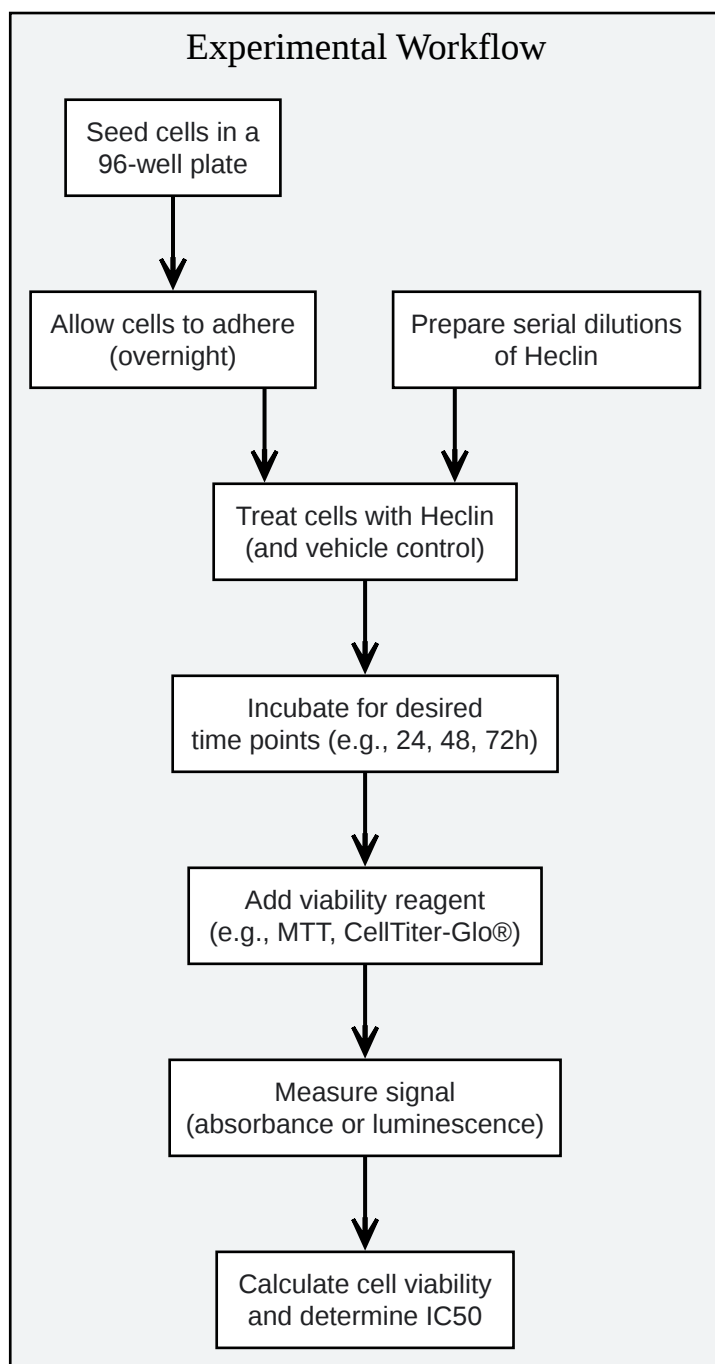 Experimental Workflow
Seed cells in a
96-well plate
Allow cells to adhere
(overnight)
Prepare serial dilutions
of Heclin
Treat cells with Heclin
(and vehicle control)
Incubate for desired
time points (e.g., 24, 48, 72h)
Add viability reagent
(e.g., MTT, CellTiter-Glo®)
Measure signal
(absorbance or luminescence)
Calculate cell viability
and determine IC50